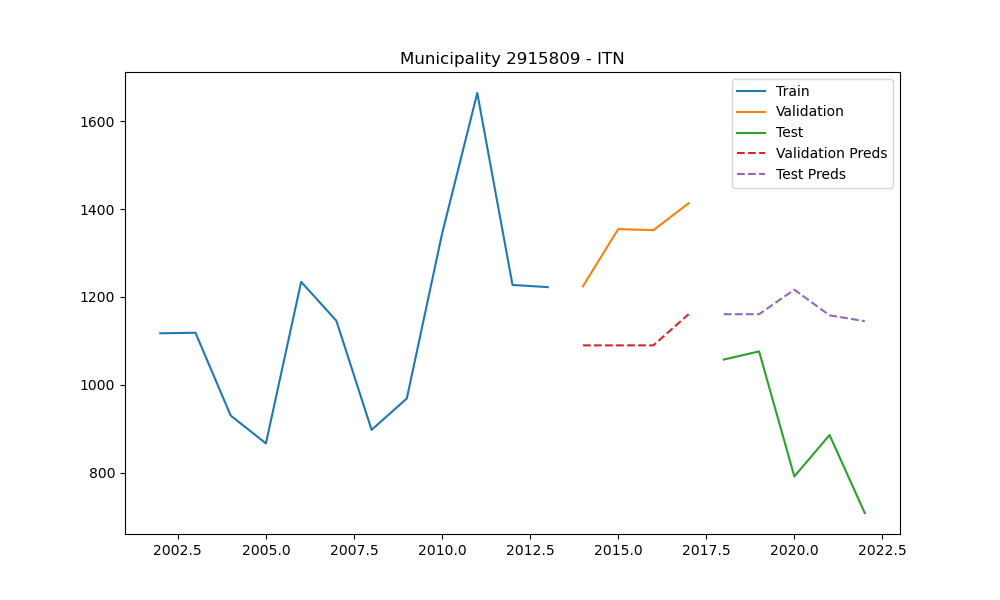 Municipality 2915809 - ITN
1600
1400
1200
1000
800
Train
Validation
Test
Validation Preds
Test Preds
2002.5 2005.0 2007.5 2010.0 2012.5 2015.0 2017.5 2020.0 2022.5